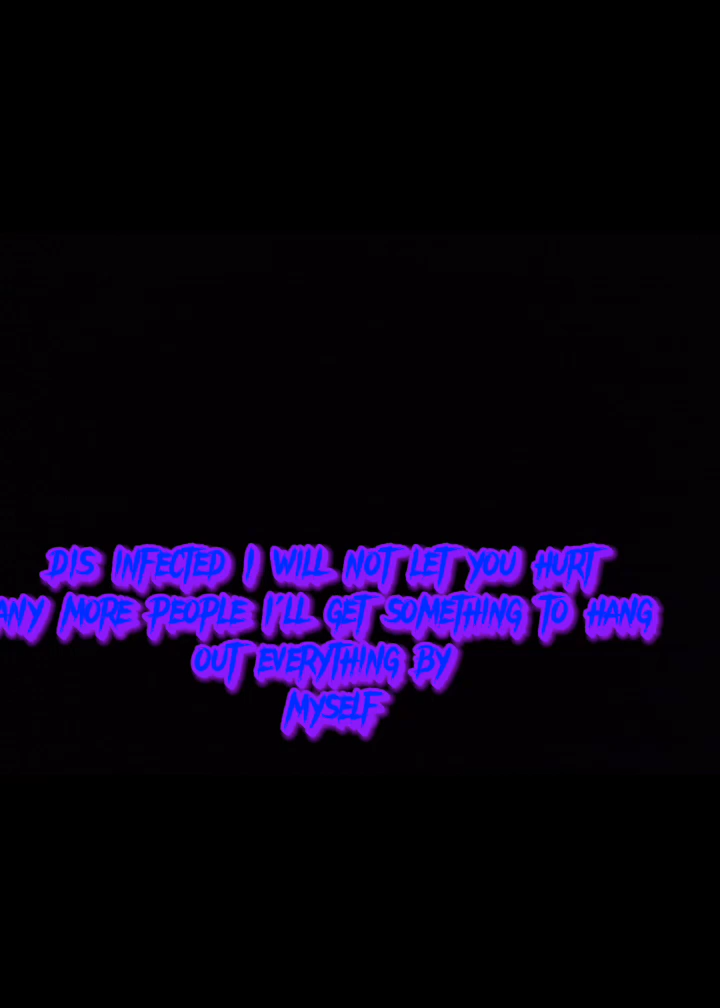 DIS INFECTED I WILL NOT LET YOU HURT
ANY MORE PEOPLE I'LL GET SOMETHING TO HANG
OUT EVERYTHING BY
MYSELF